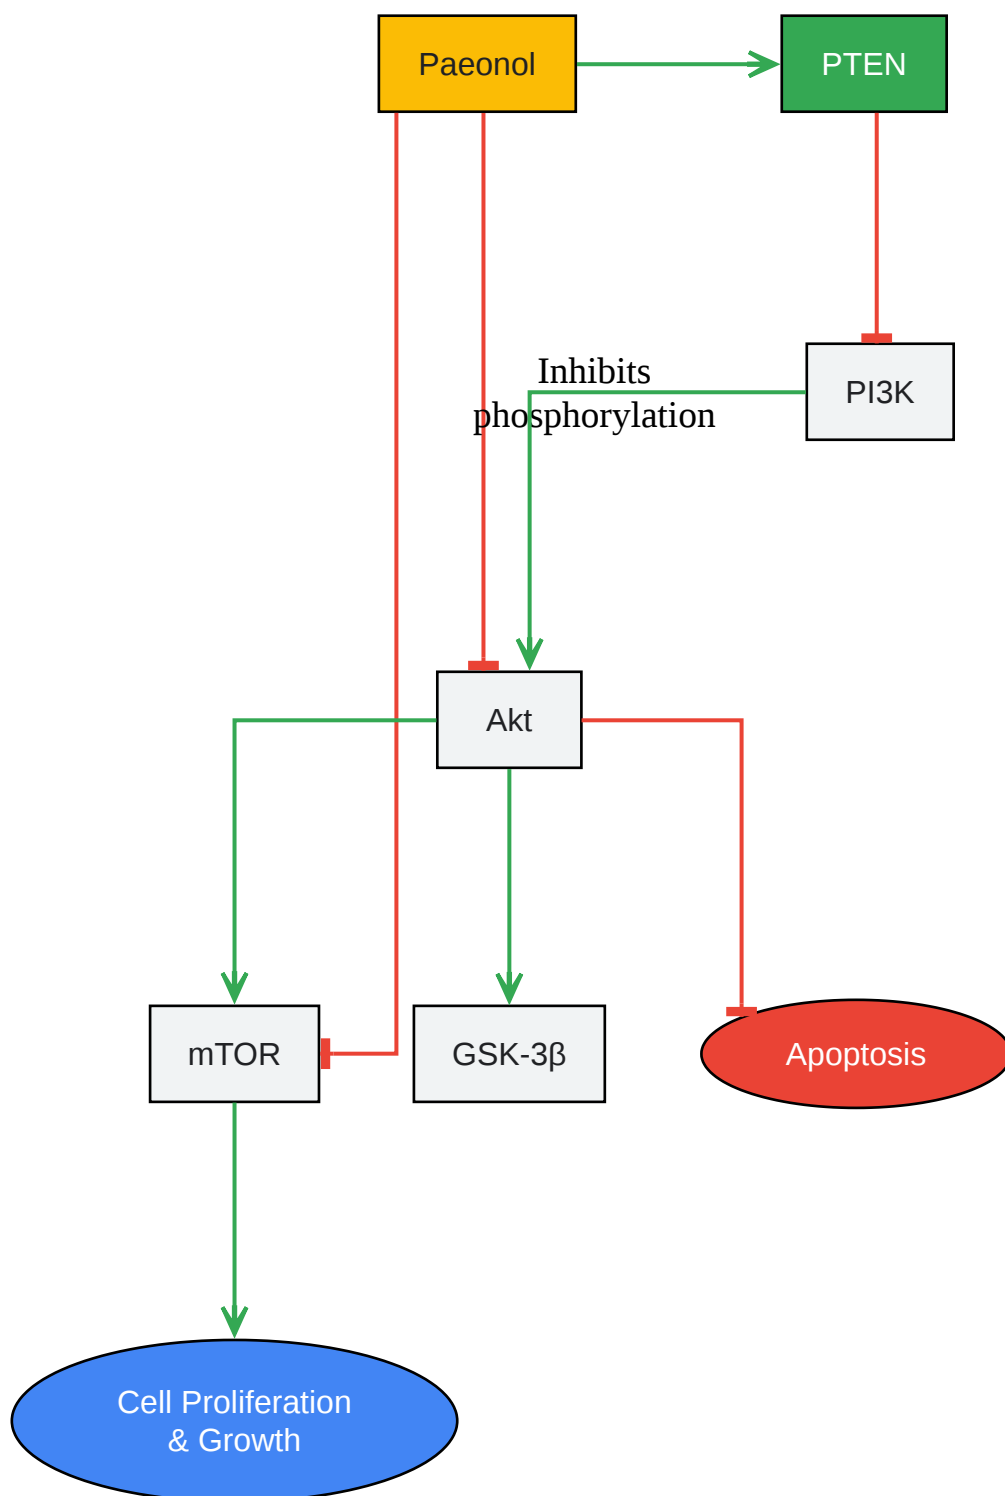 Paeonol
PTEN
Inhibits
phosphorylation
PI3K
Akt
mTOR
GSK-3β
Apoptosis
Cell Proliferation
& Growth